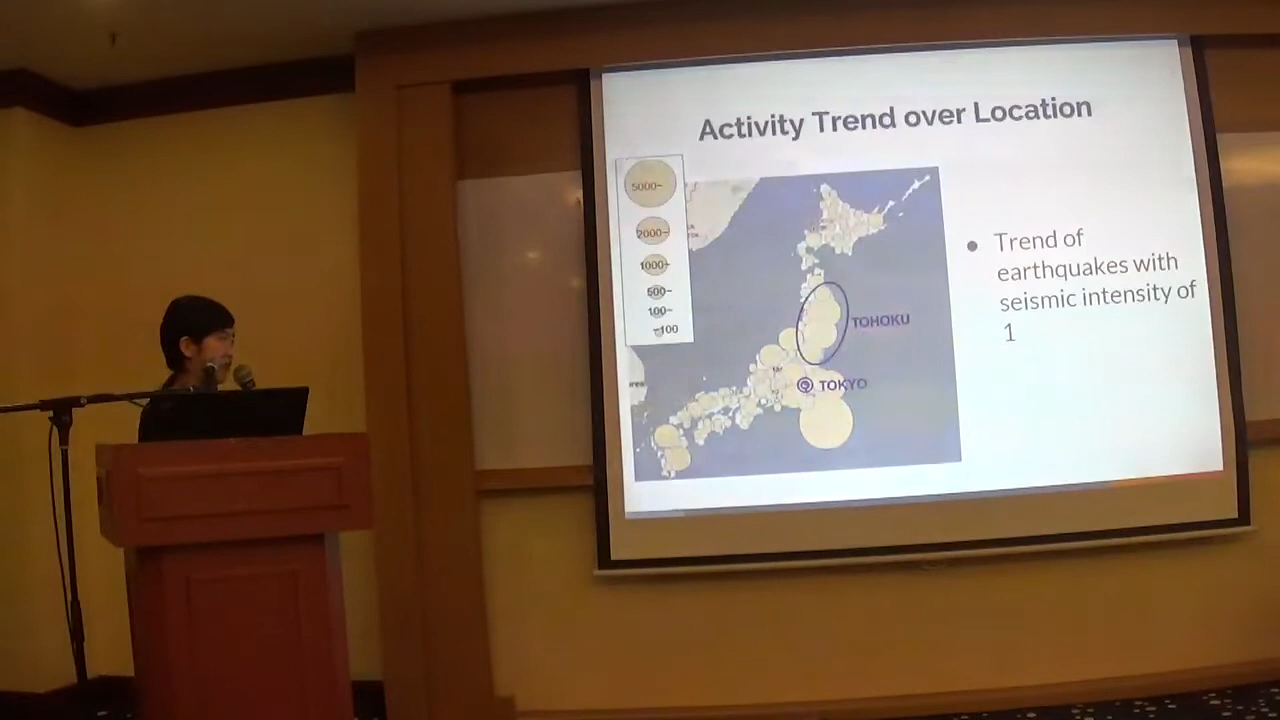 Activity Trend over Location
5000~
2000~
1000~
500~
100~
~100
TOHOKU
TOKYO
● Trend of
earthquakes with
seismic intensity of
1